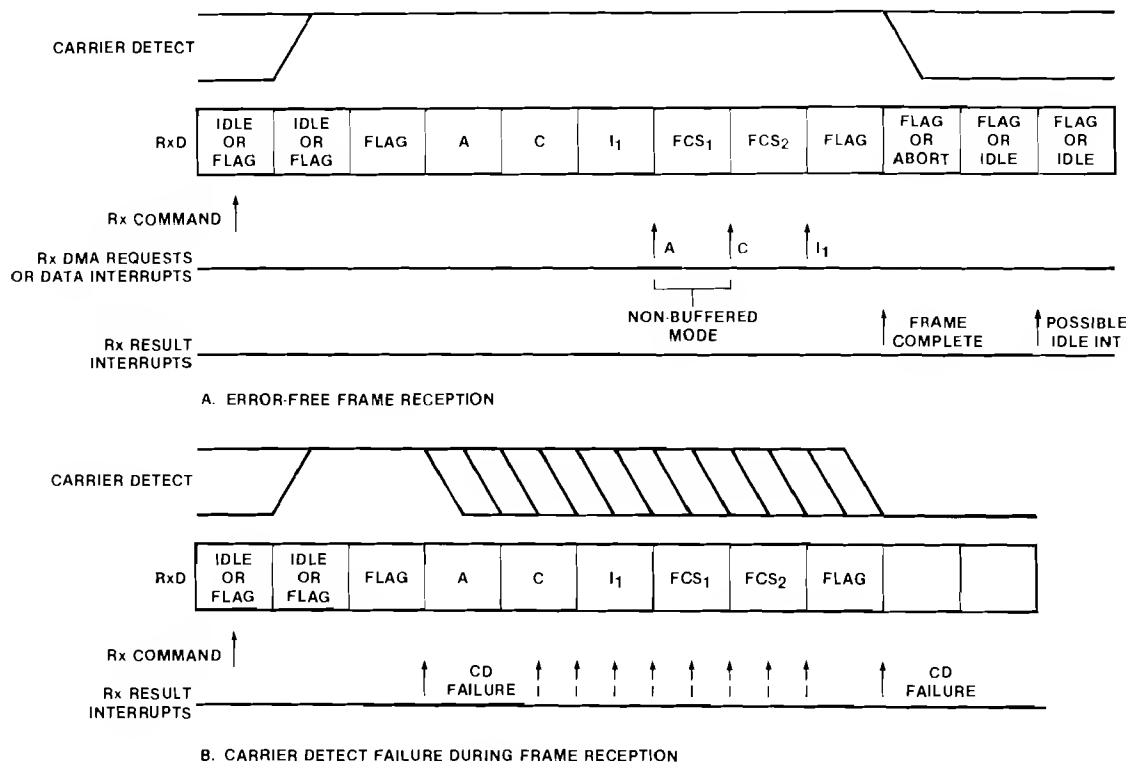 CARRIER DETECT
RxD
IDLE OR FLAG
IDLE OR FLAG
FLAG
A
C
I₁
FCS₁
FCS₂
FLAG
FLAG OR ABORT
FLAG OR IDLE
FLAG OR IDLE
Rx COMMAND
Rx DMA REQUESTS
OR DATA INTERRUPTS
A
C
I₁
NON-BUFFERED
MODE
Rx RESULT
INTERRUPTS
FRAME
COMPLETE
POSSIBLE
IDLE INT
A. ERROR-FREE FRAME RECEPTION
CARRIER DETECT
RxD
IDLE OR FLAG
IDLE OR FLAG
FLAG
A
C
I₁
FCS₁
FCS₂
FLAG
Rx COMMAND
Rx RESULT
INTERRUPTS
CD
FAILURE
CD
FAILURE
B. CARRIER DETECT FAILURE DURING FRAME RECEPTION